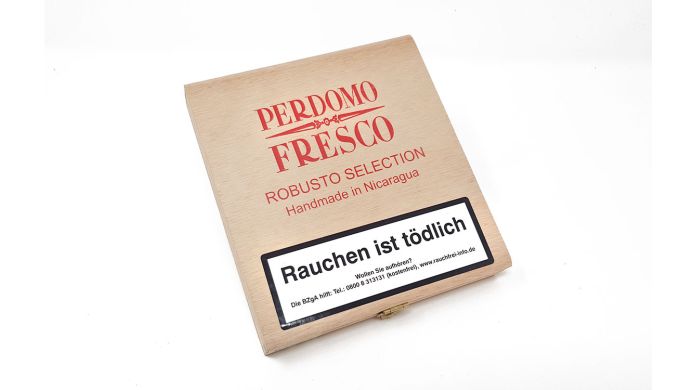 PERDOMO
FRESCO
ROBUSTO SELECTION
Handmade in Nicaragua
Rauchen ist tödlich
Wollen Sie aufhören?
Die BZgA hilft: Tel.: 0800 8 313131 (kostenfrei), www.rauchfrei-info.de